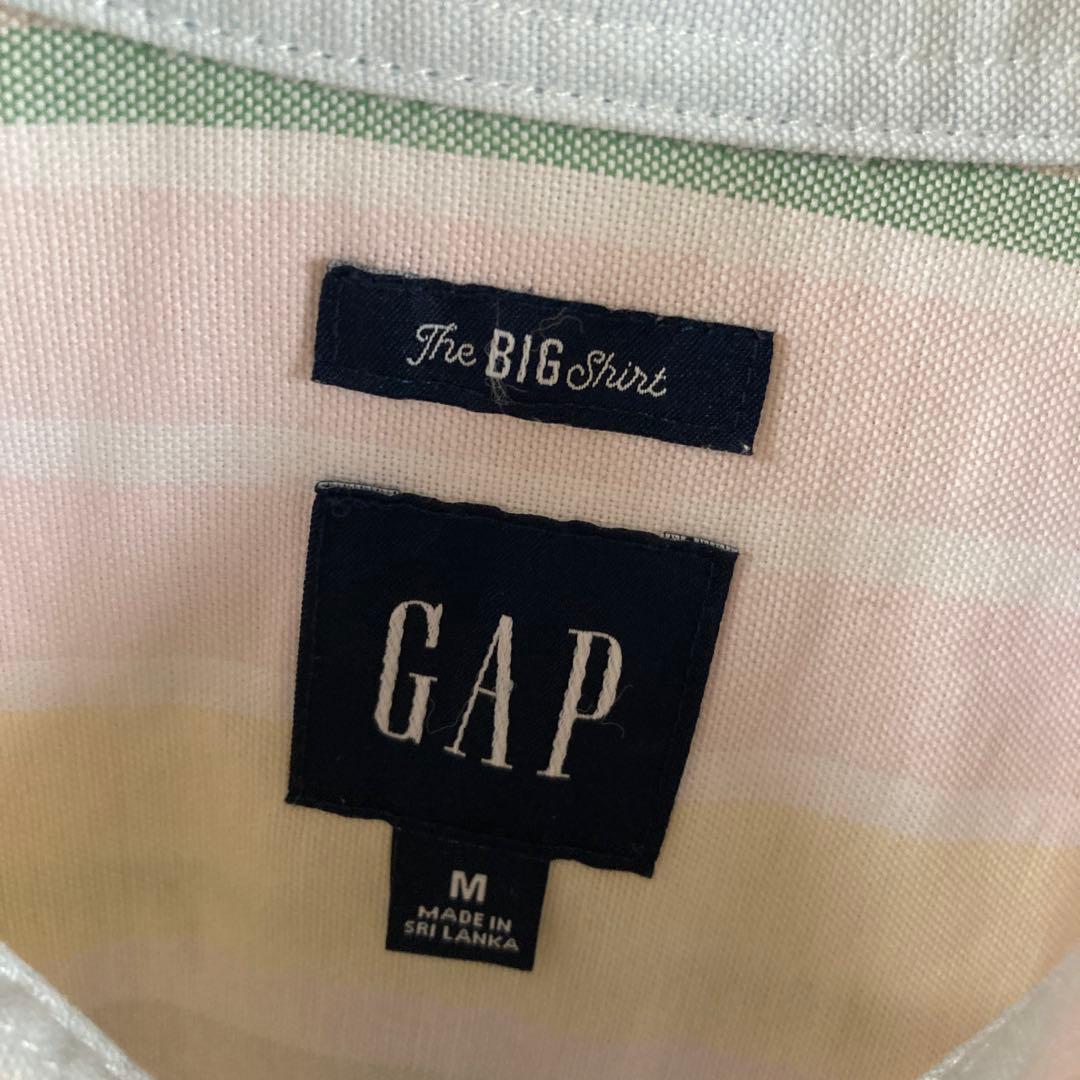 The BIG Shirt
GAP
M
MADE IN
SRI LANKA